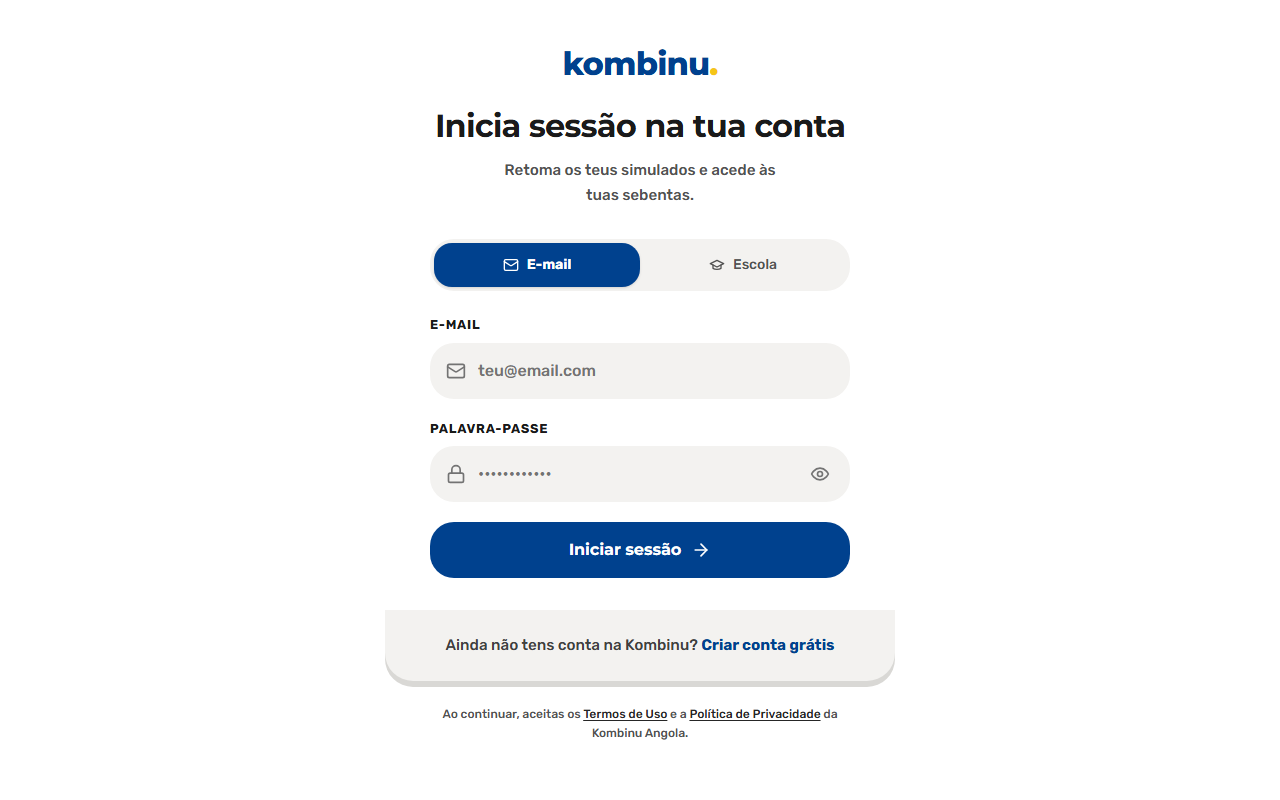 kombinu.
Inicia sessão na tua conta
Retoma os teus simulados e acede às
tuas sebentas.
E-mail
Escola
E-MAIL
teu@email.com
PALAVRA-PASSE
••••••••••••
Iniciar sessão →
Ainda não tens conta na Kombinu? Criar conta grátis
Ao continuar, aceitas os Termos de Uso e a Política de Privacidade da
Kombinu Angola.